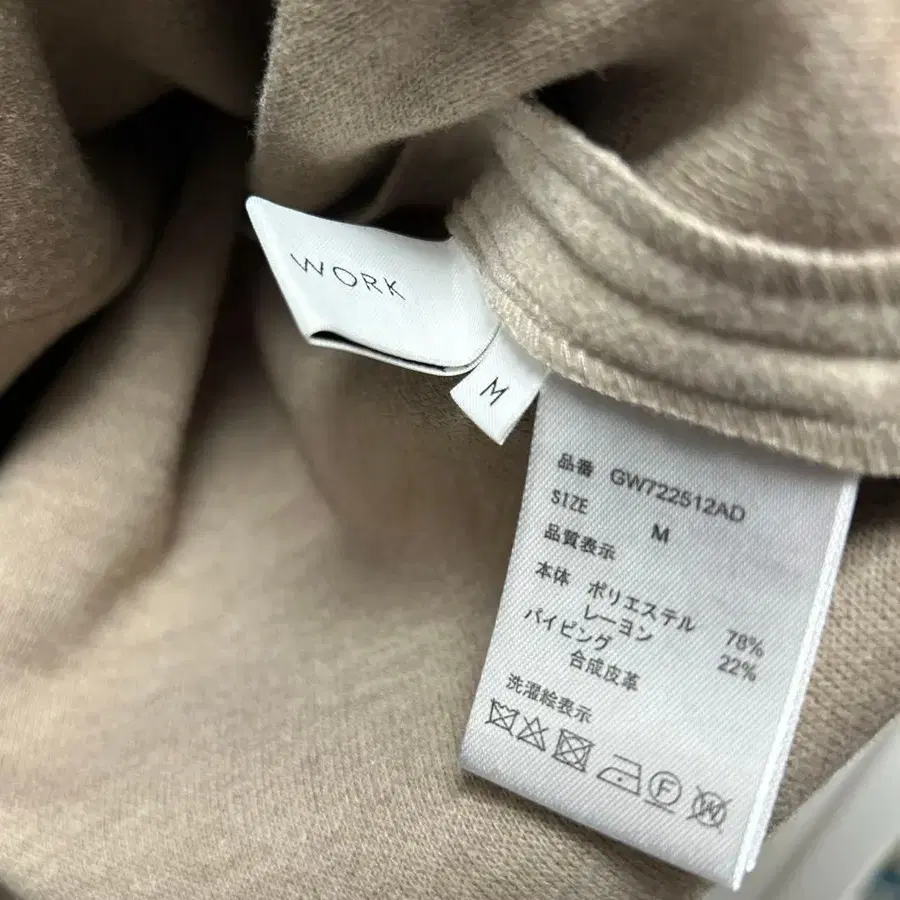 WORK
M
品番 GW722512AD
SIZE M
品質表示
本体 ポリエステル 78%
レーヨン 22%
パイピング
合成皮革
洗濯絵表示
F
W